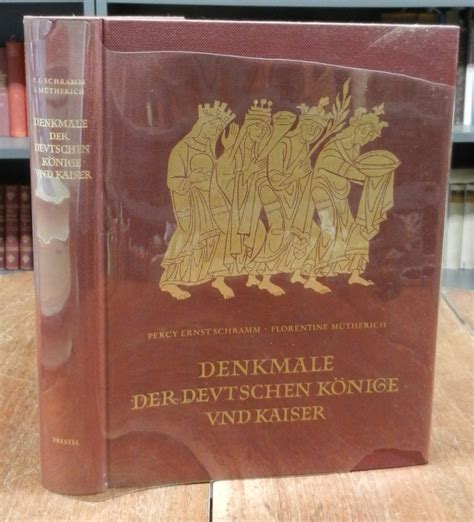 P. E. SCHRAMM
F. MÜTHERICH
DENKMALE
DER
DEVTSCHEN
KÖNIGE
VND KAISER
PRESTEL
PERCY ERNST SCHRAMM · FLORENTINE MÜTHERICH
DENKMALE
DER DEVTSCHEN KÖNIGE
VND KAISER